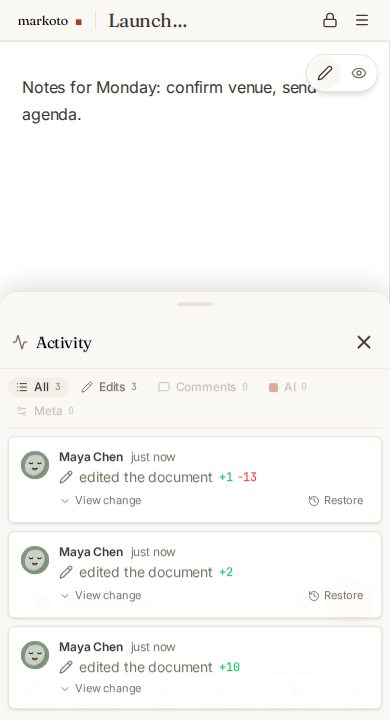 markoto
Launch...
Notes for Monday: confirm venue, send
agenda.
Activity
All 3 Edits 3 Comments 0 AI 0
Meta 0
Maya Chen just now
edited the document +1 -13
View change Restore
Maya Chen just now
edited the document +2
View change Restore
Maya Chen just now
edited the document +10
View change Restore